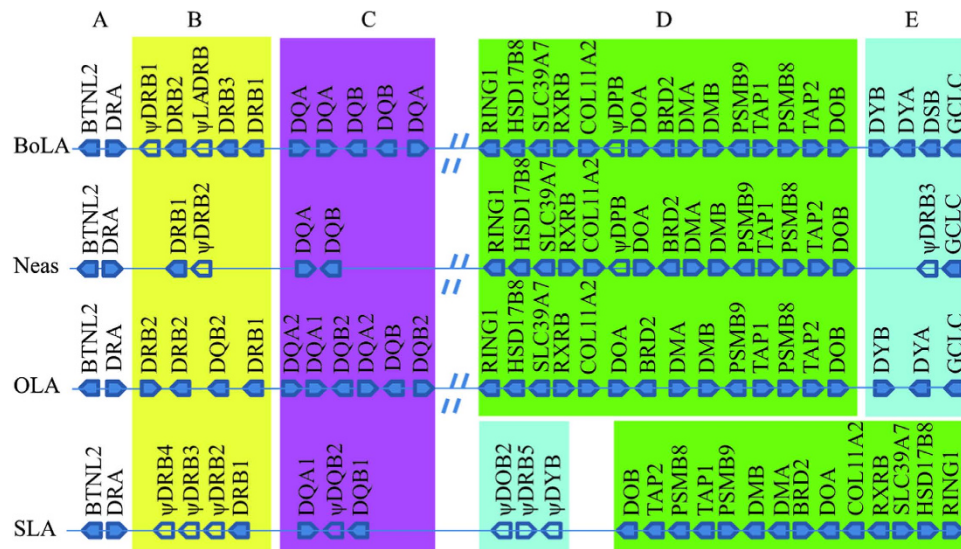 A B C D E
BTNL2 DRA ψDRB1 DRB2 ψLADRB DRB3 DRB1 DQA DQA DQB DQB DQA RING1 HSD17B8 SLC39A7 RXRB COL11A2 ψDPB DOA BRD2 DMA DMB PSMB9 TAP1 PSMB8 TAP2 DOB DYB DYA DSB GCLC
BoLA
BTNL2 DRA DRB1 ψDRB2 DQA DQB RING1 HSD17B8 SLC39A7 RXRB COL11A2 ψDPB DOA BRD2 DMA DMB PSMB9 TAP1 PSMB8 TAP2 DOB ψDRB3 GCLC
Neas
BTNL2 DRA DRB2 DRB2 DQB2 DRB1 DQA2 DQA1 DQB2 DQA2 DQB DQB2 RING1 HSD17B8 SLC39A7 RXRB COL11A2 DOA BRD2 DMA DMB PSMB9 TAP1 PSMB8 TAP2 DOB DYB DYA GCLC
OLA
BTNL2 DRA ψDRB4 ψDRB3 ψDRB2 DRB1 DQA1 ψDQB2 DQB1 ψDOB2 ψDRB5 ψDYB DOB TAP2 PSMB8 TAP1 PSMB9 DMB DMA BRD2 DOA COL11A2 RXRB SLC39A7 HSD17B8 RING1
SLA